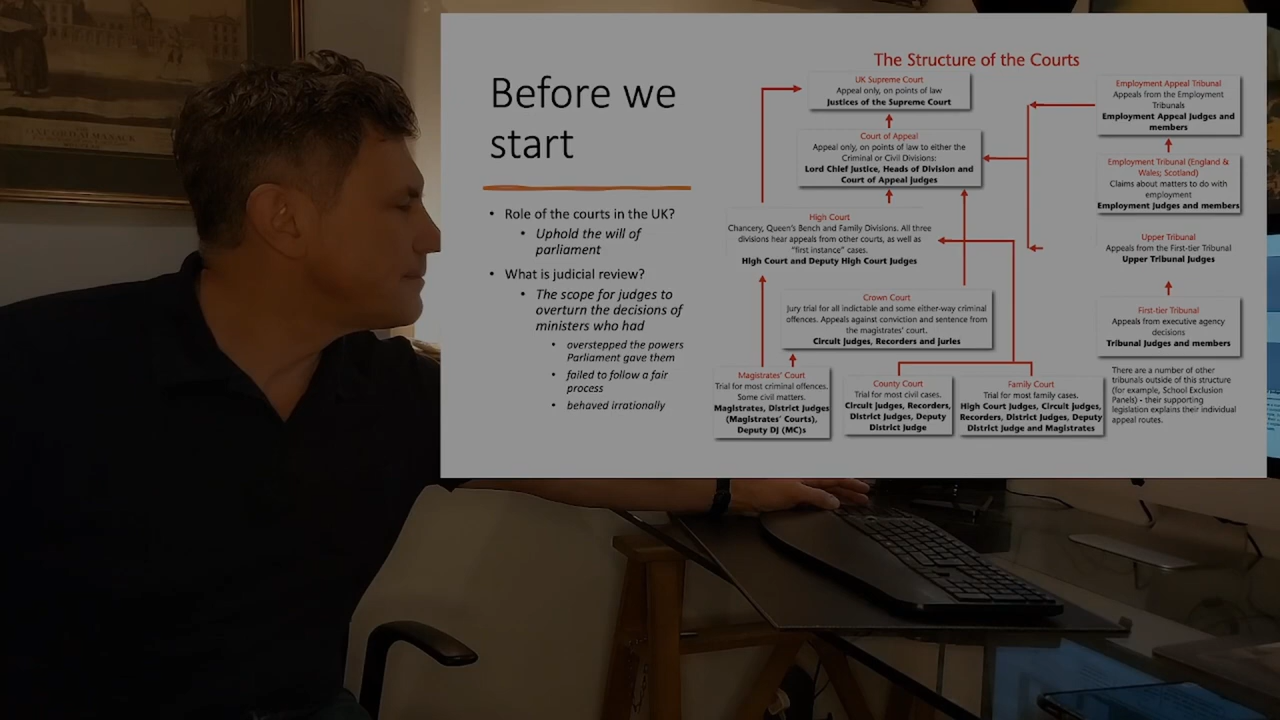 Before we
start
• Role of the courts in the UK?
• Uphold the will of
parliament
• What is judicial review?
• The scope for judges to
overturn the decisions of
ministers who had
• overstepped the powers
Parliament gave them
• failed to follow a fair
process
• behaved irrationally
The Structure of the Courts
UK Supreme Court
Appeal only, on points of law
Justices of the Supreme Court
Court of Appeal
Appeal only, on points of law to either the
Criminal or Civil Divisions:
Lord Chief Justice, Heads of Division and
Court of Appeal Judges
High Court
Chancery, Queen's Bench and Family Divisions. All three
divisions hear appeals from other courts, as well as
"first instance" cases.
High Court and Deputy High Court Judges
Crown Court
Jury trial for all indictable and some either-way criminal
offences. Appeals against conviction and sentence from
the magistrates' court.
Circuit Judges, Recorders and Juries
Magistrates' Court
Trial for most criminal offences.
Some civil matters.
Magistrates, District Judges
(Magistrates' Courts),
Deputy DJ (MC)s
County Court
Trial for most civil cases.
Circuit Judges, Recorders,
District Judges, Deputy
District Judge
Family Court
Trial for most family cases.
High Court Judges, Circuit Judges,
Recorders, District Judges, Deputy
District Judge and Magistrates
Employment Appeal Tribunal
Appeals from the Employment
Tribunals
Employment Appeal Judges and
members
Employment Tribunal (England &
Wales; Scotland)
Claims about matters to do with
employment
Employment Judges and members
Upper Tribunal
Appeals from the First-tier Tribunal
Upper Tribunal Judges
First-tier Tribunal
Appeals from executive agency
decisions
Tribunal Judges and members
There are a number of other
tribunals outside of this structure
(for example, School Exclusion
Panels) - their supporting
legislation explains their individual
appeal routes.